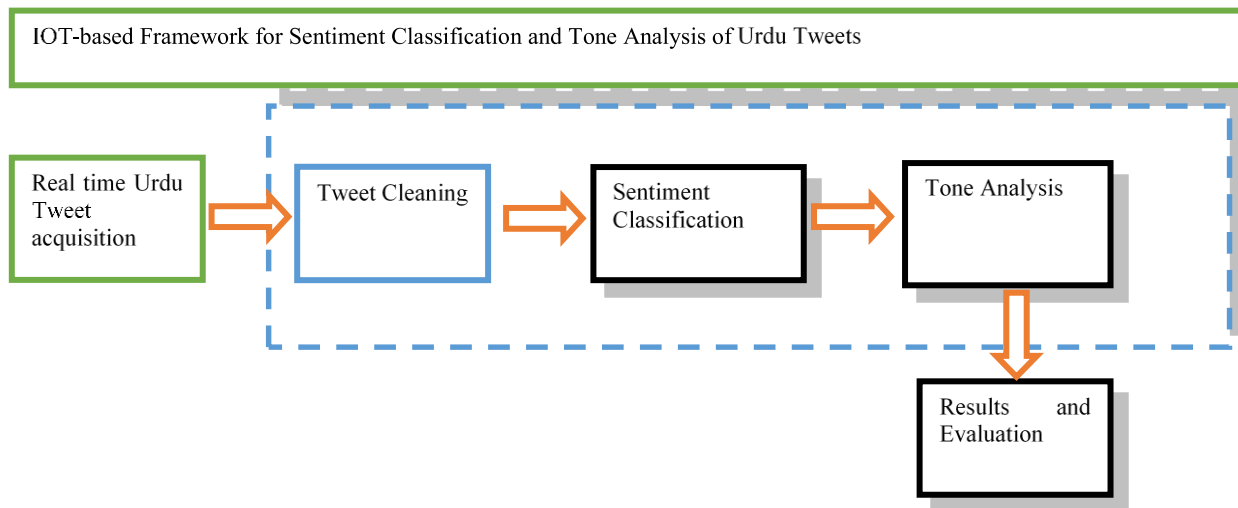 IOT-based Framework for Sentiment Classification and Tone Analysis of Urdu Tweets
Real time Urdu
Tweet
acquisition
Tweet Cleaning
Sentiment
Classification
Tone Analysis
Results and
Evaluation